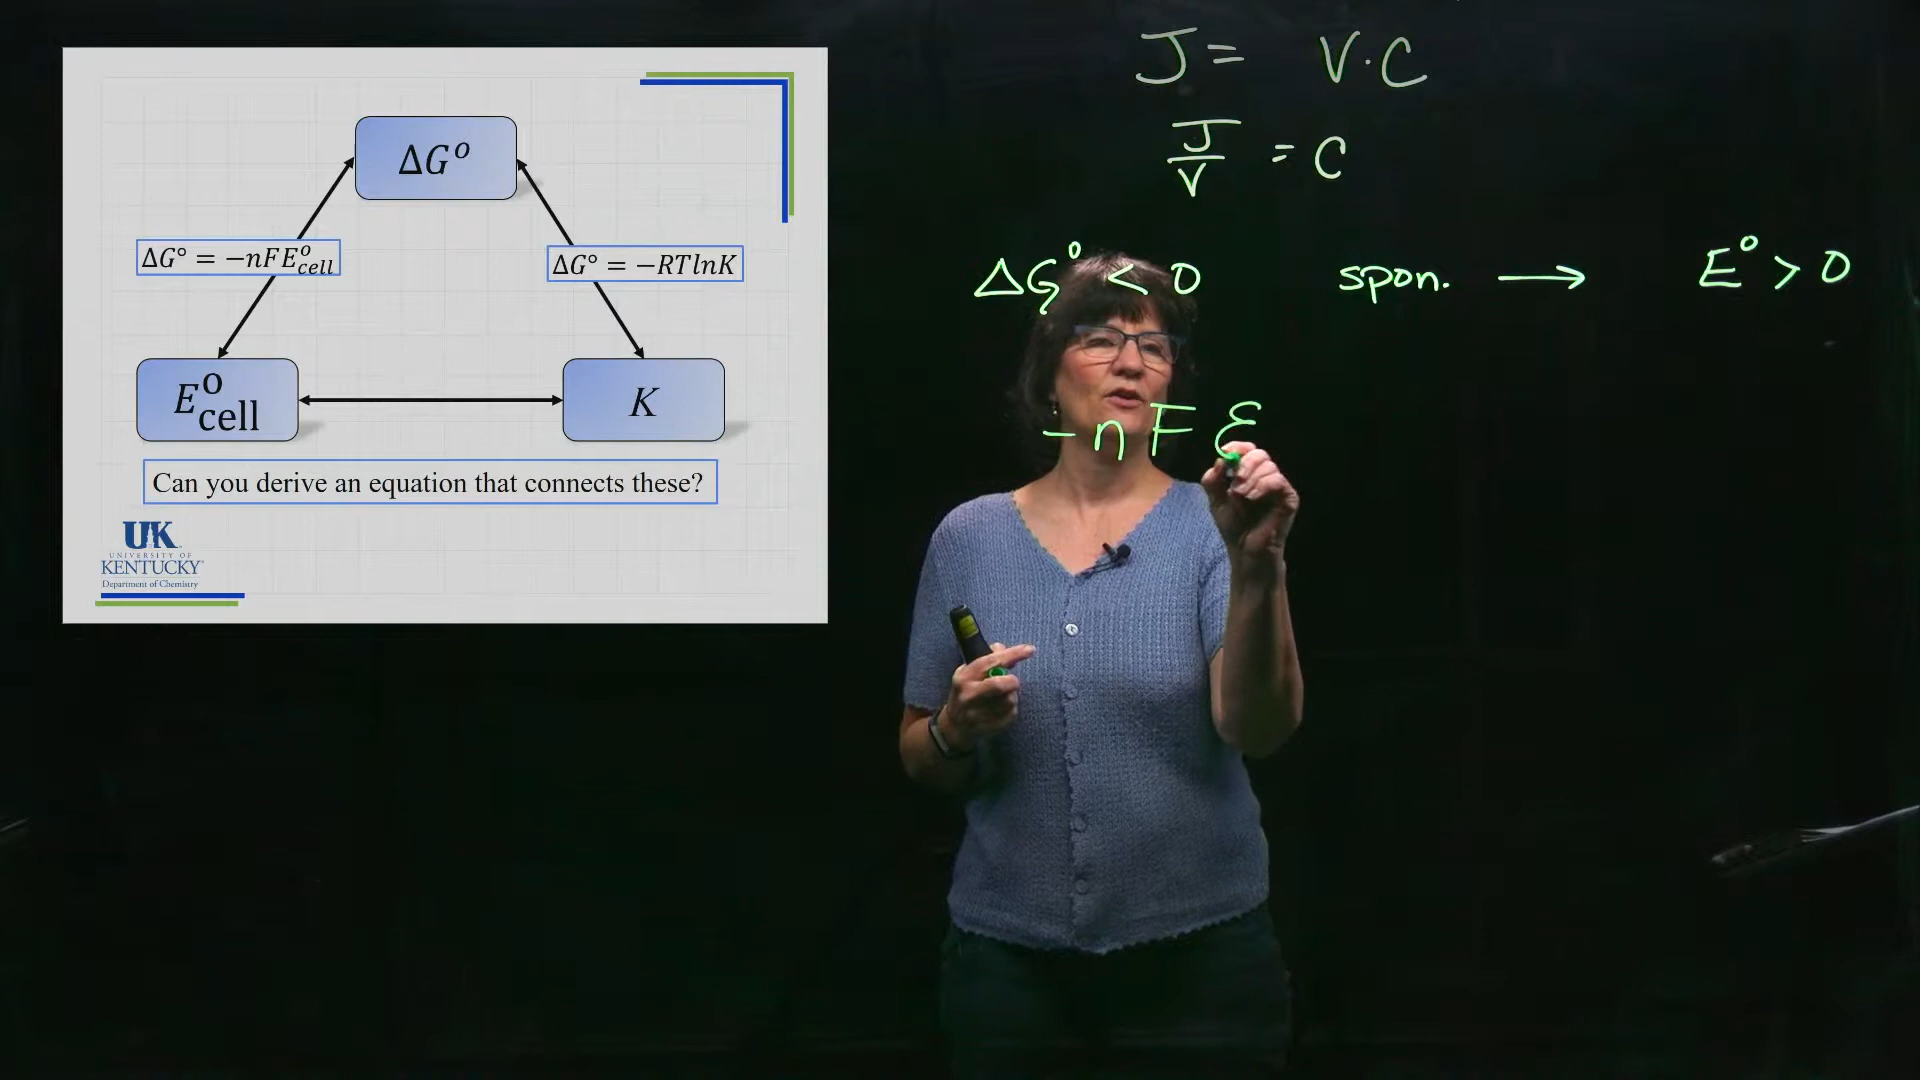 ΔG°
ΔG° = −nFE°cell
ΔG° = −RTlnK
E°cell
K
Can you derive an equation that connects these?
UK
UNIVERSITY OF
KENTUCKY
Department of Chemistry
J = V·C
J/V = C
ΔG° < 0 spon. → E° > 0
−nFE